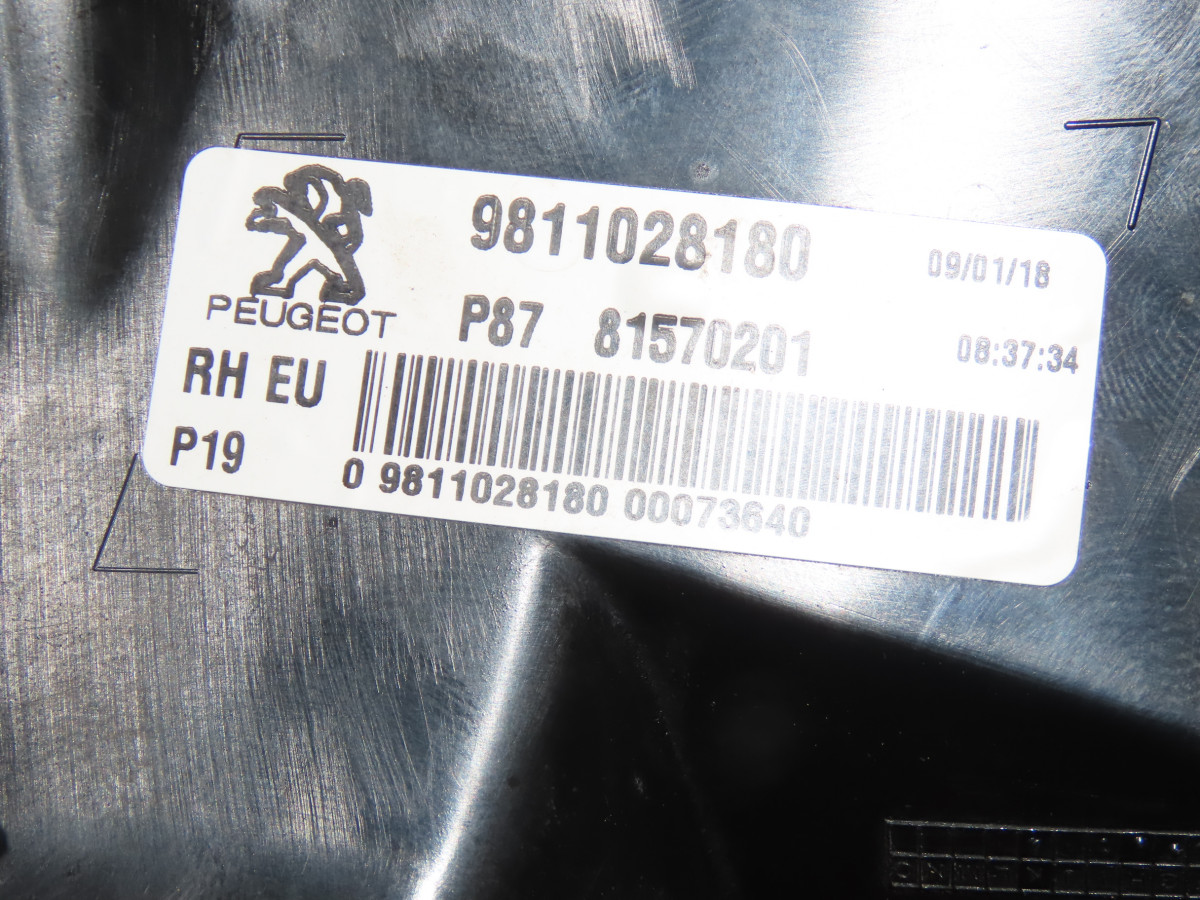 9811028180
09/01/18
PEUGEOT
P87 81570201
08:37:34
RH EU
P19
0 9811028180 00073640